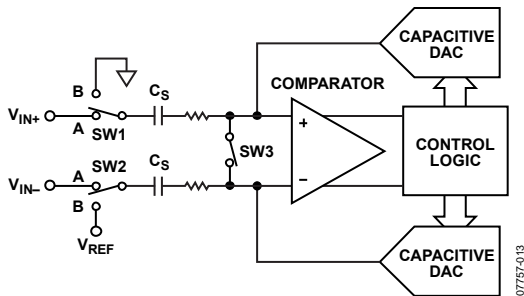 CAPACITIVE
DAC
B
CS
COMPARATOR
VIN+
A
SW1
+
SW3
CONTROL
LOGIC
SW2
CS
VIN–
A
–
B
VREF
CAPACITIVE
DAC
07757-013